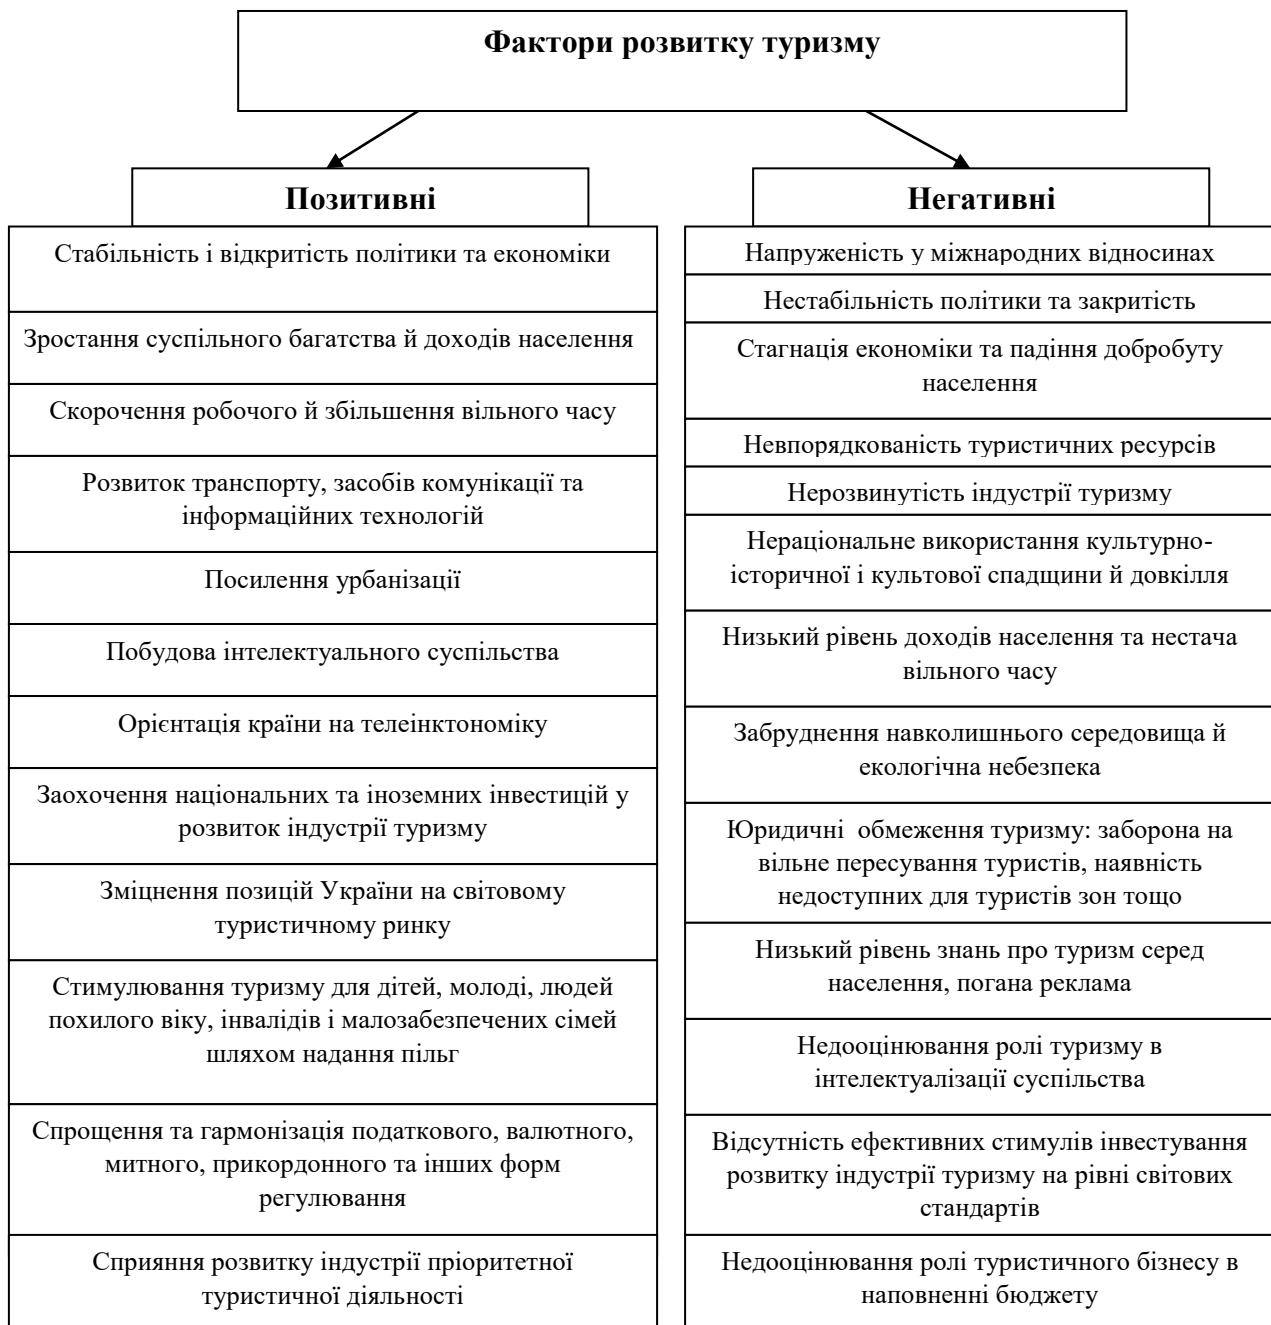 Фактори розвитку туризму
Позитивні
Стабільність і відкритість політики та економіки
Зростання суспільного багатства й доходів населення
Скорочення робочого й збільшення вільного часу
Розвиток транспорту, засобів комунікації та
інформаційних технологій
Посилення урбанізації
Побудова інтелектуального суспільства
Орієнтація країни на телеінктономіку
Заохочення національних та іноземних інвестицій у
розвиток індустрії туризму
Зміцнення позицій України на світовому
туристичному ринку
Стимулювання туризму для дітей, молоді, людей
похилого віку, інвалідів і малозабезпечених сімей
шляхом надання пільг
Спрощення та гармонізація податкового, валютного,
митного, прикордонного та інших форм
регулювання
Сприяння розвитку індустрії пріоритетної
туристичної діяльності
Негативні
Напруженість у міжнародних відносинах
Нестабільність політики та закритість
Стагнація економіки та падіння добробуту
населення
Невпорядкованість туристичних ресурсів
Нерозвинутість індустрії туризму
Нераціональне використання культурно-
історичної і культової спадщини й довкілля
Низький рівень доходів населення та нестача
вільного часу
Забруднення навколишнього середовища й
екологічна небезпека
Юридичні обмеження туризму: заборона на
вільне пересування туристів, наявність
недоступних для туристів зон тощо
Низький рівень знань про туризм серед
населення, погана реклама
Недооцінювання ролі туризму в
інтелектуалізації суспільства
Відсутність ефективних стимулів інвестування
розвитку індустрії туризму на рівні світових
стандартів
Недооцінювання ролі туристичного бізнесу в
наповненні бюджету